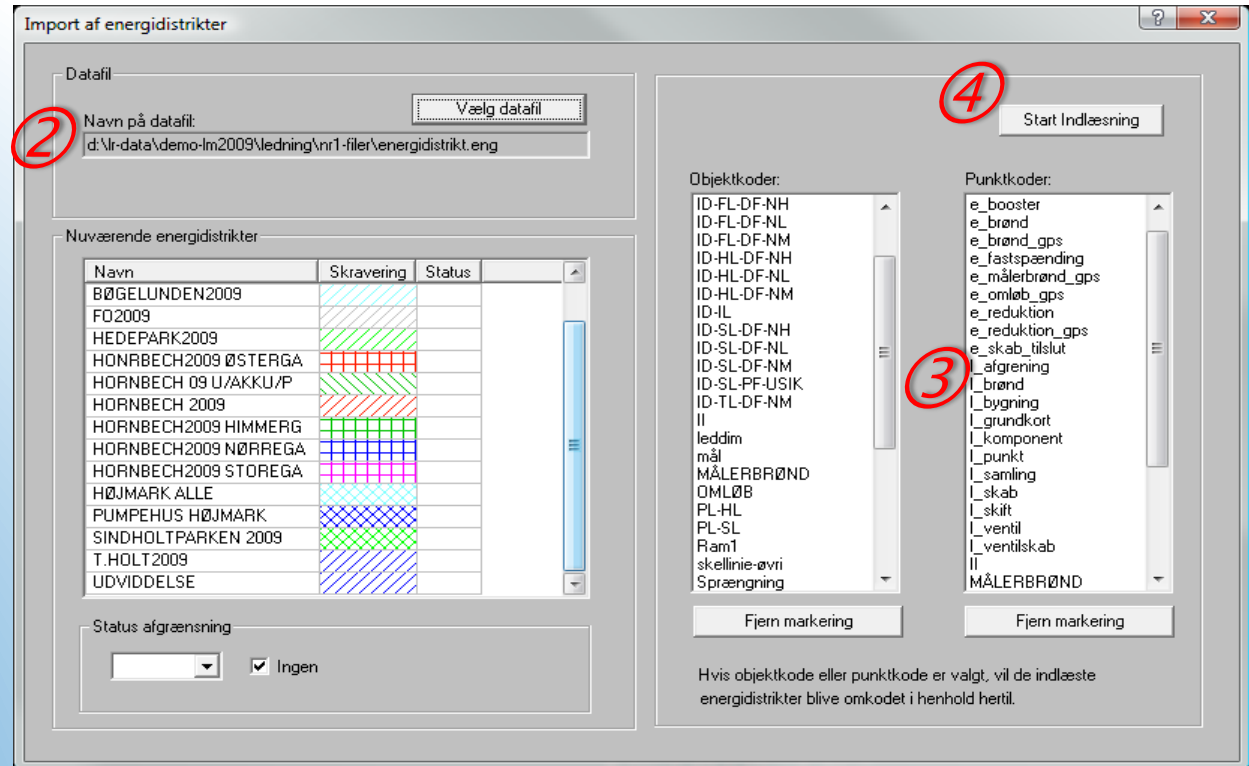 Import af energidistrikter
Datafil
Vælg datafil
Navn på datafil:
2
d:\lr-data\demo-lm2009\ledning\nr1-filer\energidistrikt.eng
Nuværende energidistrikter
Navn Skravering Status
BØGELUNDEN2009
FO2009
HEDEPARK2009
HONRBECH2009 ØSTERGA
HORNBECH 09 U/AKKU/P
HORNBECH 2009
HORNBECH2009 HIMMERG
HORNBECH2009 NØRREGA
HORNBECH2009 STOREGA
HØJMARK ALLE
PUMPEHUS HØJMARK
SINDHOLTPARKEN 2009
T.HOLT2009
UDVIDDELSE
Status afgrænsning
Ingen
4
Start Indlæsning
Objektkoder:
ID-FL-DF-NH
ID-FL-DF-NL
ID-FL-DF-NM
ID-HL-DF-NH
ID-HL-DF-NL
ID-HL-DF-NM
ID-IL
ID-SL-DF-NH
ID-SL-DF-NL
ID-SL-DF-NM
ID-SL-PF-USIK
ID-TL-DF-NM
ll
leddim
mål
MÅLERBRØND
OMLØB
PL-HL
PL-SL
Ram1
skellinie-øvri
Sprængning
Fjern markering
3
Punktkoder:
e_booster
e_brønd
e_brønd_gps
e_fastspænding
e_målerbrønd_gps
e_omløb_gps
e_reduktion
e_reduktion_gps
e_skab_tilslut
l_afgrening
l_brønd
l_bygning
l_grundkort
l_komponent
l_punkt
l_samling
l_skab
l_skift
l_ventil
l_ventilskab
ll
MÅLERBRØND
Fjern markering
Hvis objektkode eller punktkode er valgt, vil de indlæste
energidistrikter blive omkodet i henhold hertil.